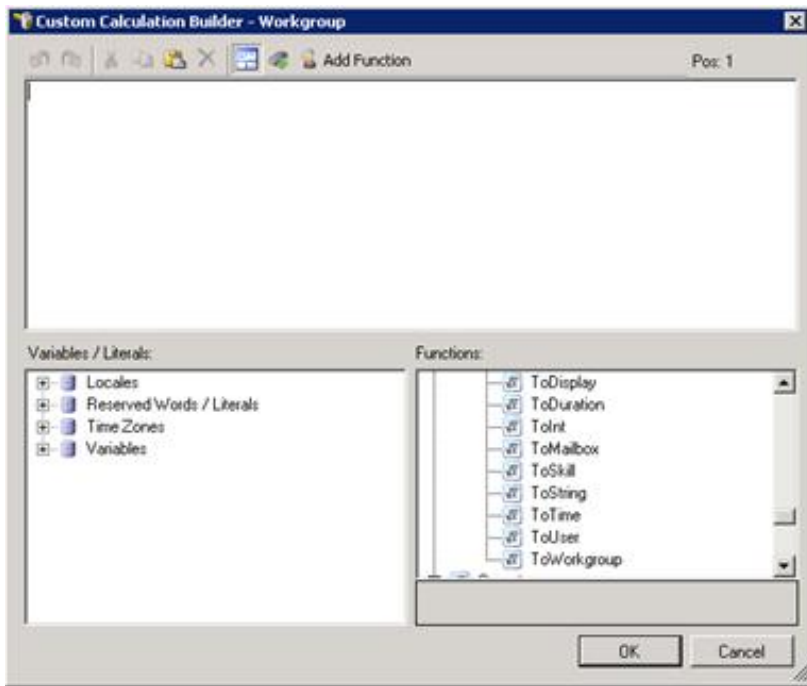 Custom Calculation Builder - Workgroup
Add Function
Pos: 1
Variables / Literals:
Locales
Reserved Words / Literals
Time Zones
Variables
Functions:
ToDisplay
ToDuration
ToInt
ToMailbox
ToSkill
ToString
ToTime
ToUser
ToWorkgroup
OK
Cancel